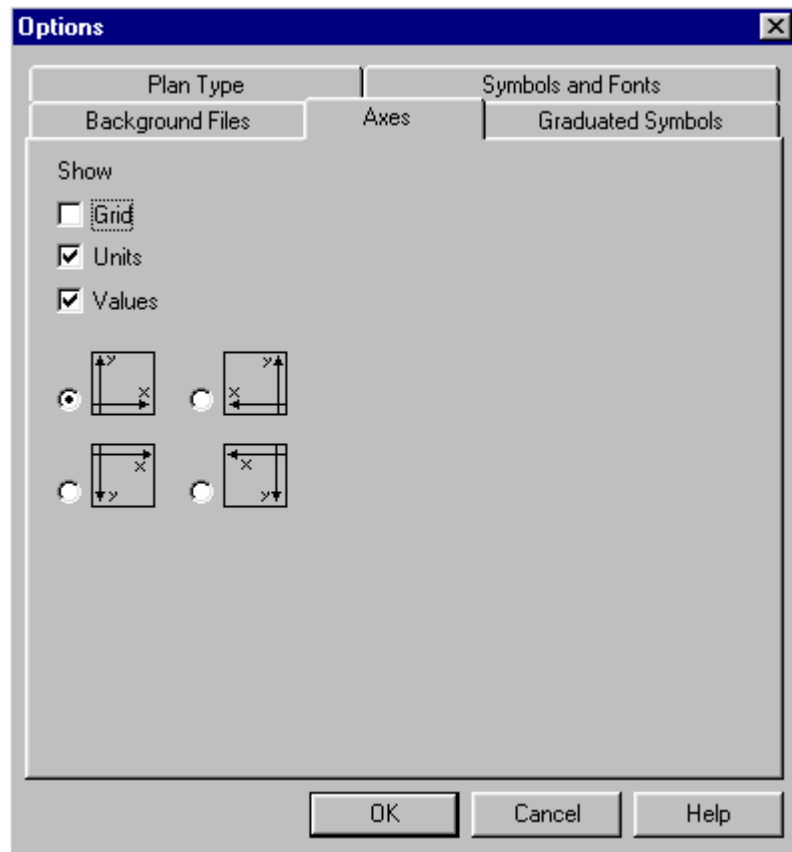 Options
Plan Type Symbols and Fonts
Background Files Axes Graduated Symbols
Show
Grid
Units
Values
y x y x
x y x y
OK Cancel Help